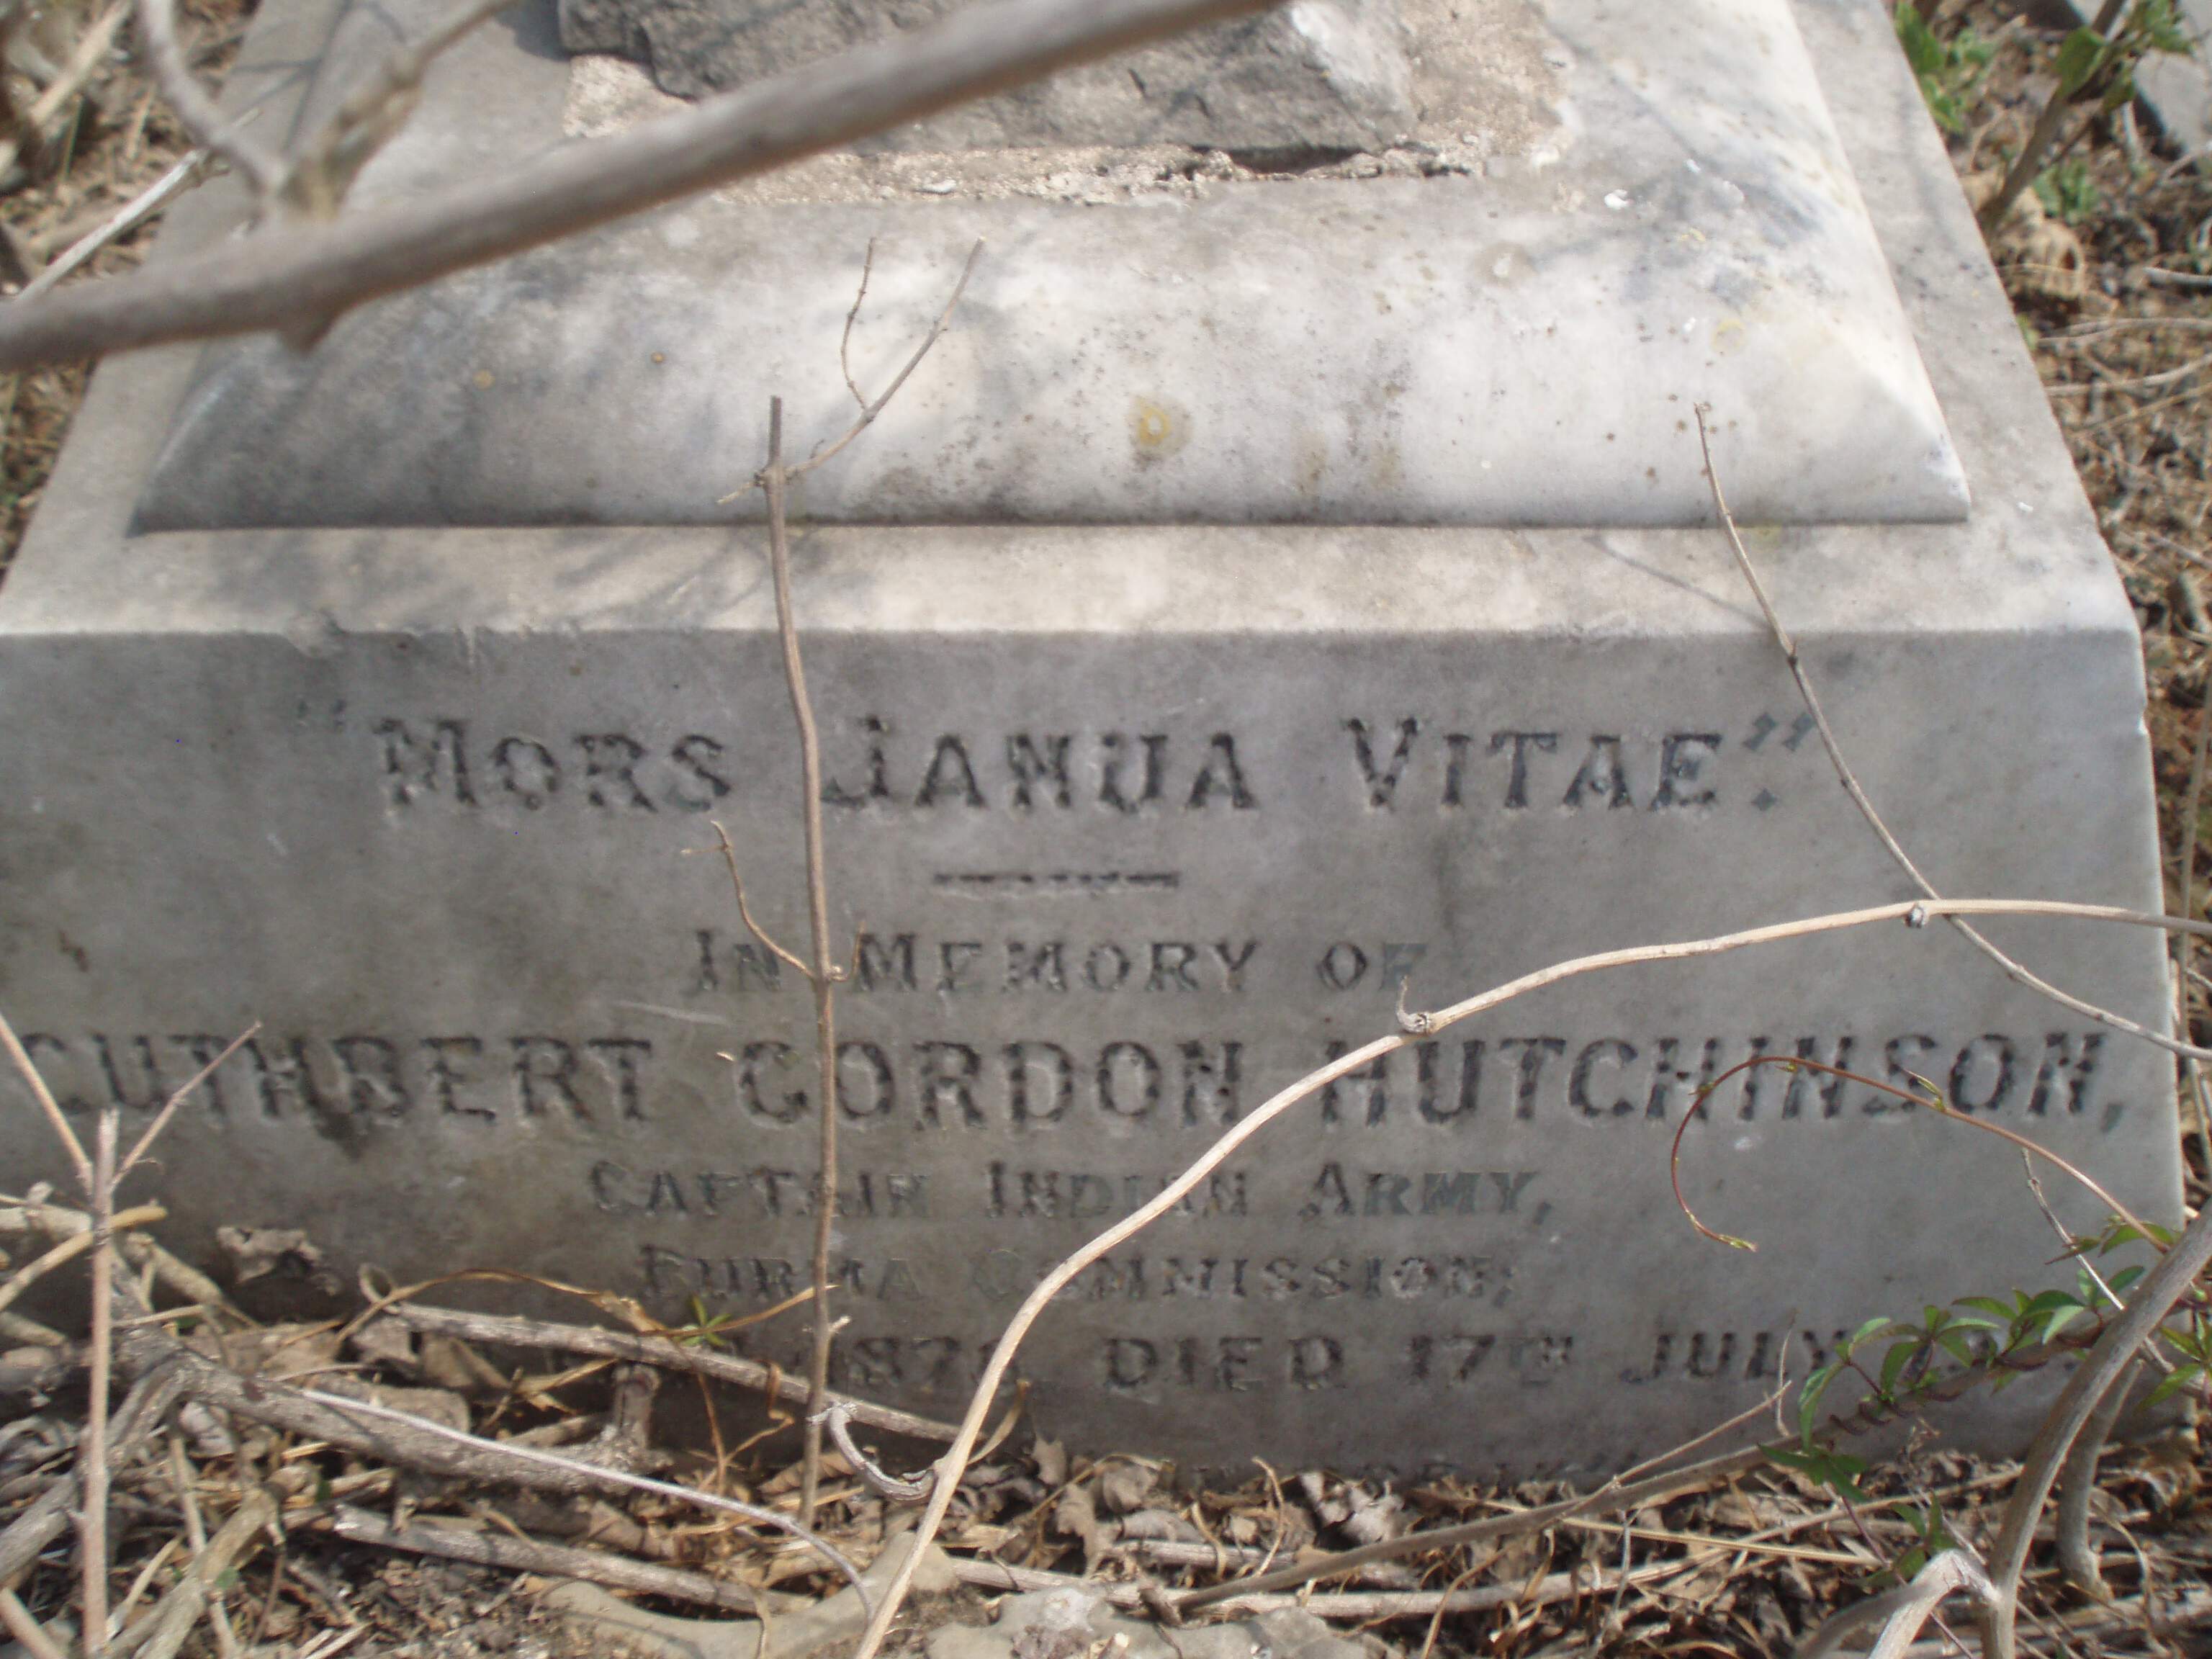 "MORS JANUA VITAE."
IN MEMORY OF
CUTHBERT GORDON HUTCHINSON,
CAPTAIN INDIAN ARMY,
BURMA COMMISSION;
DIED 17TH JULY